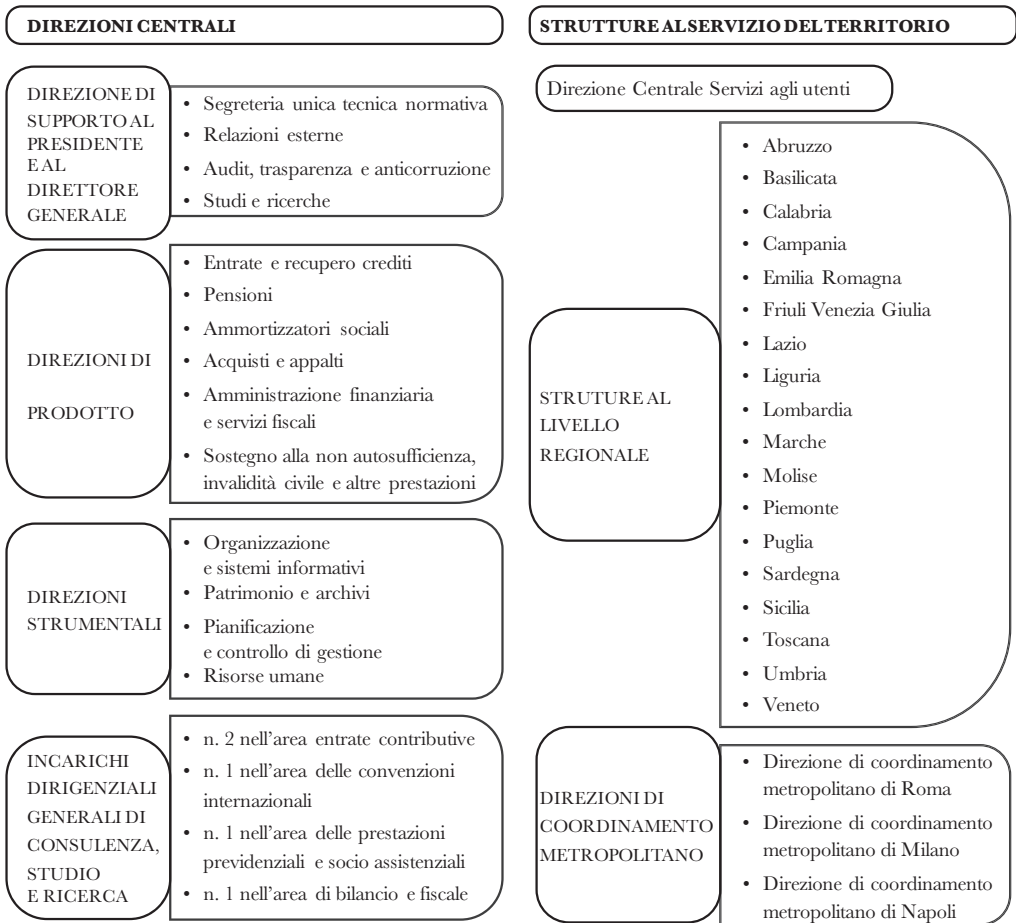 DIREZIONI CENTRALI
DIREZIONE DI
SUPPORTO AL
PRESIDENTE
E AL
DIRETTORE
GENERALE
• Segreteria unica tecnica normativa
• Relazioni esterne
• Audit, trasparenza e anticorruzione
• Studi e ricerche
DIREZIONI DI
PRODOTTO
• Entrate e recupero crediti
• Pensioni
• Ammortizzatori sociali
• Acquisti e appalti
• Amministrazione finanziaria
e servizi fiscali
• Sostegno alla non autosufficienza,
invalidità civile e altre prestazioni
DIREZIONI
STRUMENTALI
• Organizzazione
e sistemi informativi
• Patrimonio e archivi
• Pianificazione
e controllo di gestione
• Risorse umane
INCARICHI
DIRIGENZIALI
GENERALI DI
CONSULENZA,
STUDIO
E RICERCA
• n. 2 nell'area entrate contributive
• n. 1 nell'area delle convenzioni
internazionali
• n. 1 nell'area delle prestazioni
previdenziali e socio assistenziali
• n. 1 nell'area di bilancio e fiscale
STRUTTURE AL SERVIZIO DEL TERRITORIO
Direzione Centrale Servizi agli utenti
STRUTURE AL
LIVELLO
REGIONALE
• Abruzzo
• Basilicata
• Calabria
• Campania
• Emilia Romagna
• Friuli Venezia Giulia
• Lazio
• Liguria
• Lombardia
• Marche
• Molise
• Piemonte
• Puglia
• Sardegna
• Sicilia
• Toscana
• Umbria
• Veneto
DIREZIONI DI
COORDINAMENTO
METROPOLITANO
• Direzione di coordinamento
metropolitano di Roma
• Direzione di coordinamento
metropolitano di Milano
• Direzione di coordinamento
metropolitano di Napoli